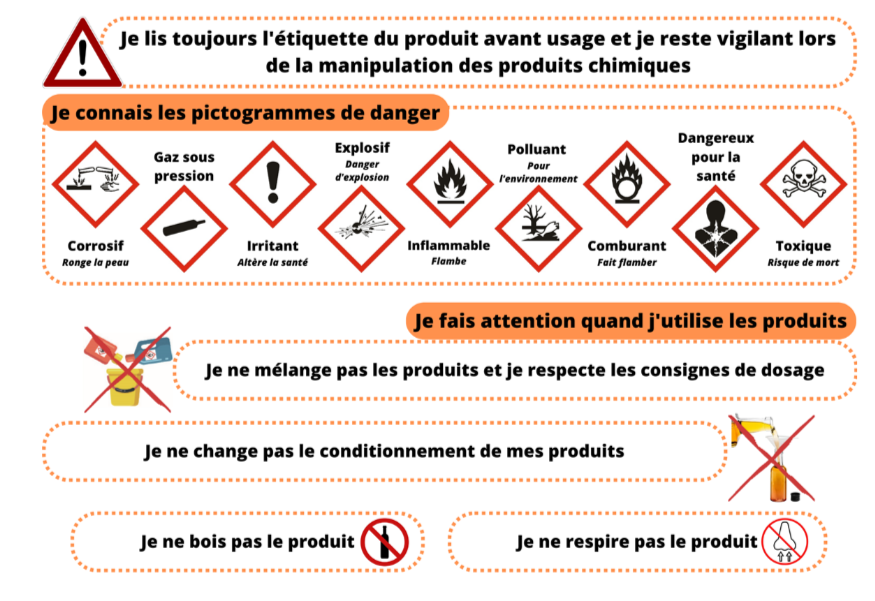 Je lis toujours l'étiquette du produit avant usage et je reste vigilant lors
de la manipulation des produits chimiques
Je connais les pictogrammes de danger
Corrosif
Ronge la peau
Gaz sous
pression
Irritant
Altère la santé
Explosif
Danger
d'explosion
Inflammable
Flambe
Polluant
Pour
l'environnement
Comburant
Fait flamber
Dangereux
pour la
santé
Toxique
Risque de mort
Je fais attention quand j'utilise les produits
Je ne mélange pas les produits et je respecte les consignes de dosage
Je ne change pas le conditionnement de mes produits
Je ne bois pas le produit
Je ne respire pas le produit